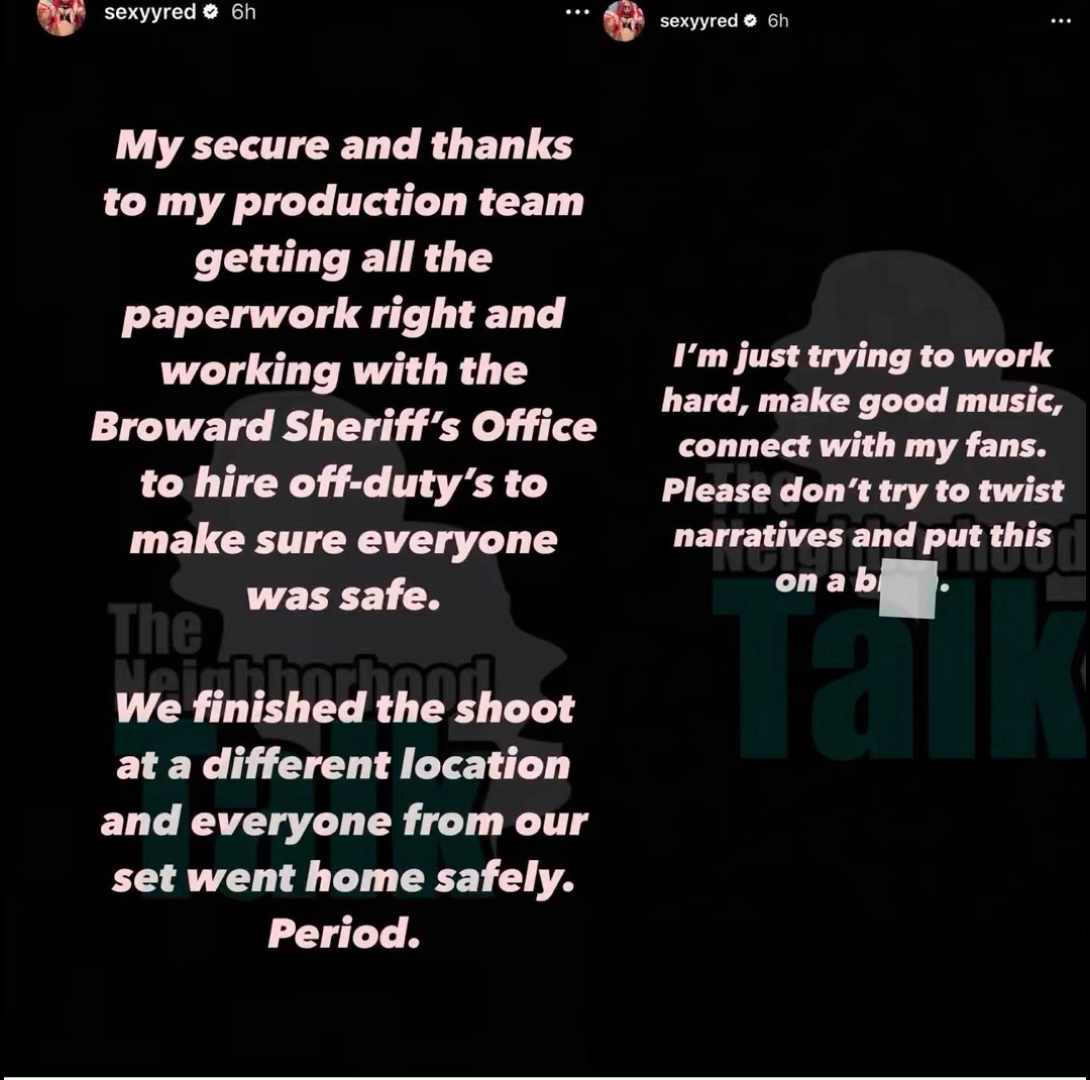 sexyyred 6h
My secure and thanks
to my production team
getting all the
paperwork right and
working with the
Broward Sheriff's Office
to hire off-duty's to
make sure everyone
was safe.
We finished the shoot
at a different location
and everyone from our
set went home safely.
Period.
The
Neighborhood
Talk
sexyyred 6h
I'm just trying to work
hard, make good music,
connect with my fans.
Please don't try to twist
narratives and put this
on a b .
The
Neighborhood
Talk